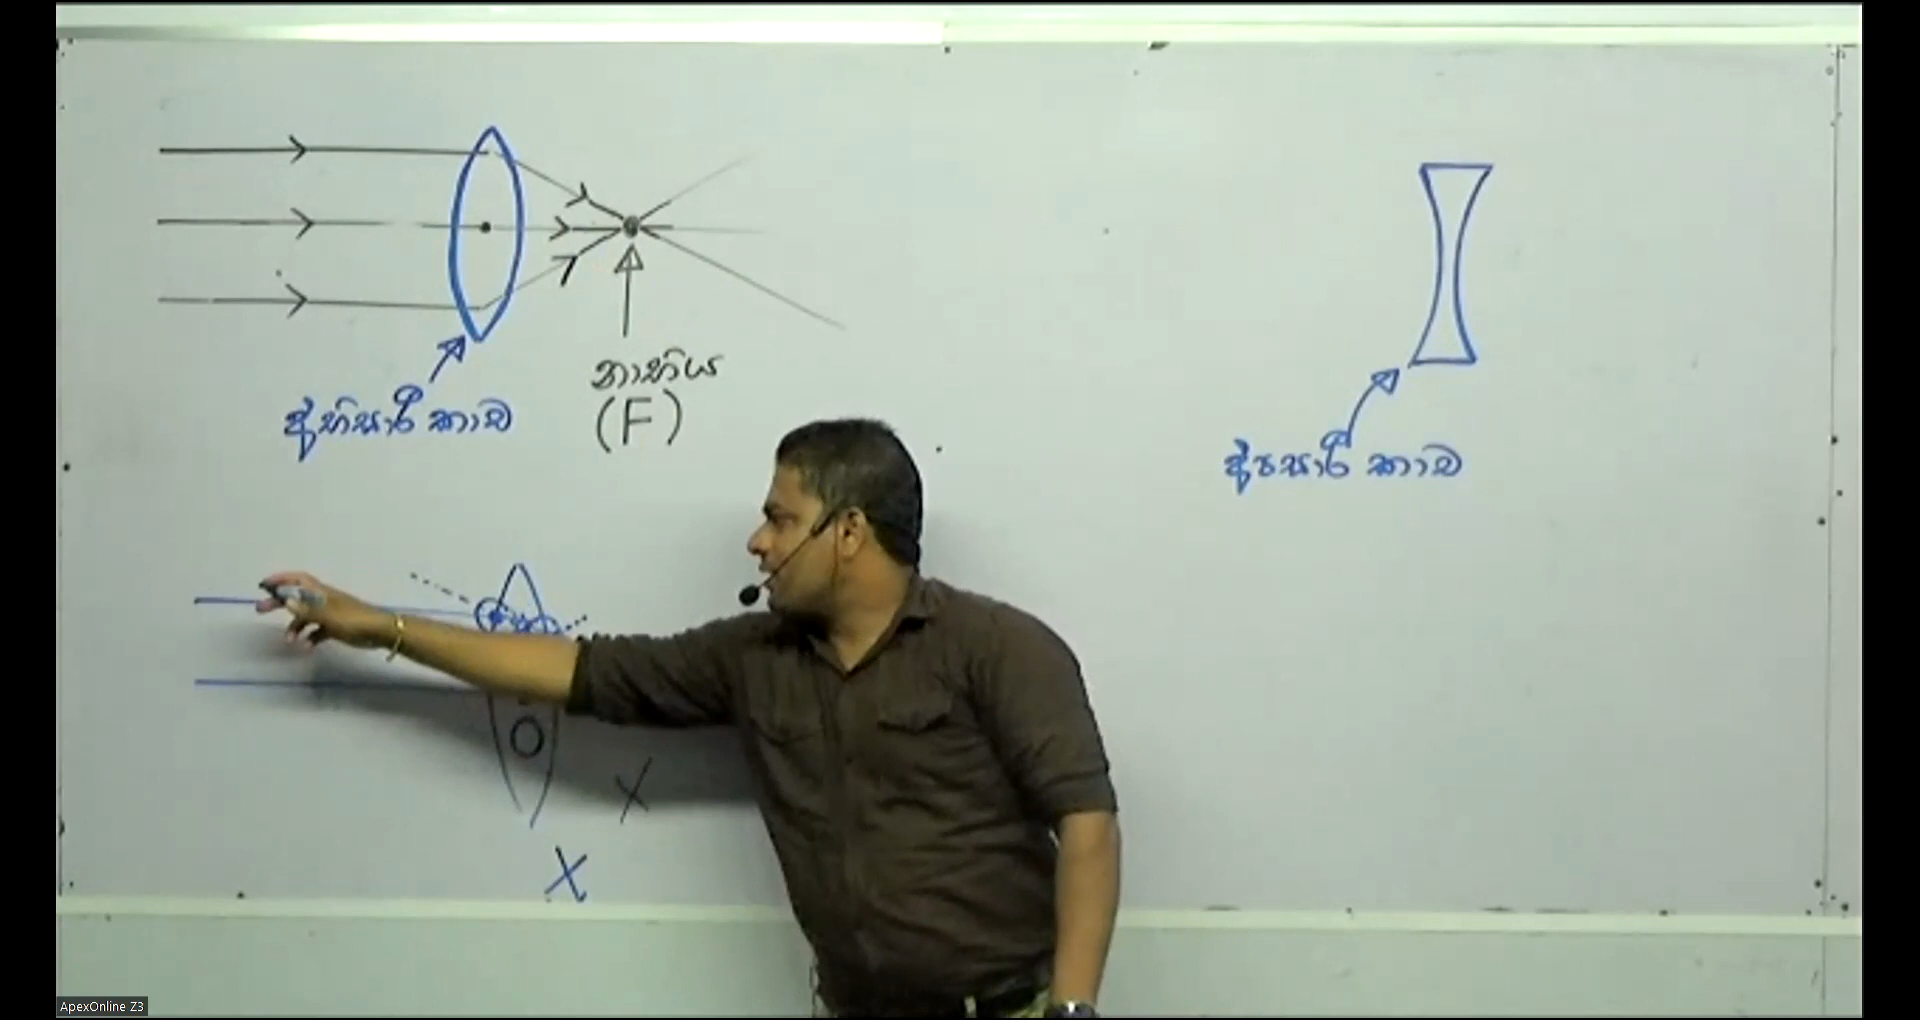 නාභිය
(F)
අභිසාරී කාච
අපසාරී කාච
O
X
X
ApexOnline Z3